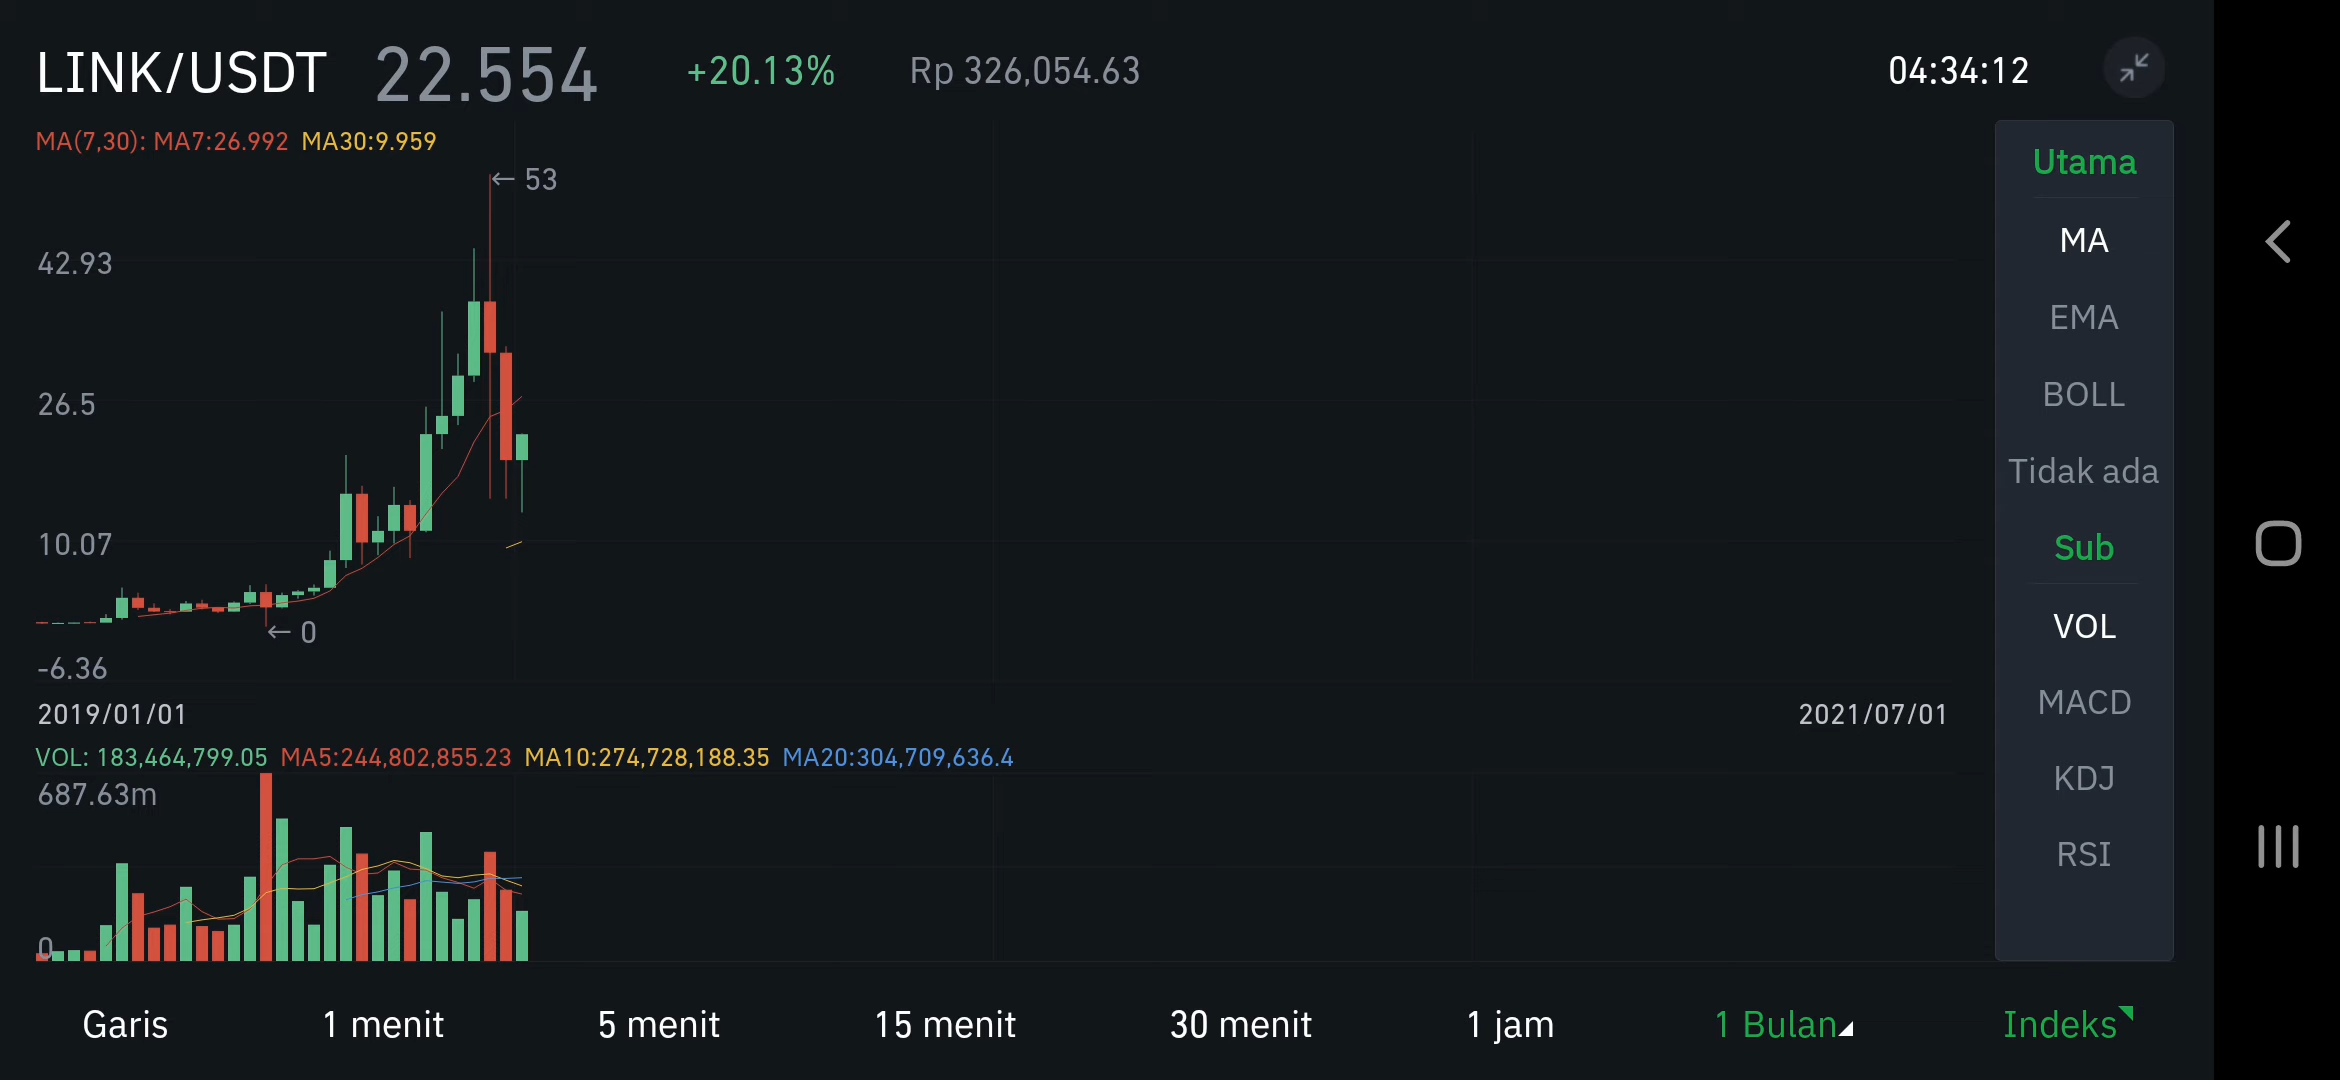 LINK/USDT 22.554 +20.13% Rp 326,054.63 04:34:12
MA(7,30): MA7:26.992 MA30:9.959
Utama
← 53
MA
42.93
EMA
BOLL
26.5
Tidak ada
10.07
Sub
← 0
VOL
-6.36
MACD
2019/01/01 2021/07/01
VOL: 183,464,799.05 MA5:244,802,855.23 MA10:274,728,188.35 MA20:304,709,636.4
KDJ
687.63m
RSI
0
Garis 1 menit 5 menit 15 menit 30 menit 1 jam 1 Bulan Indeks